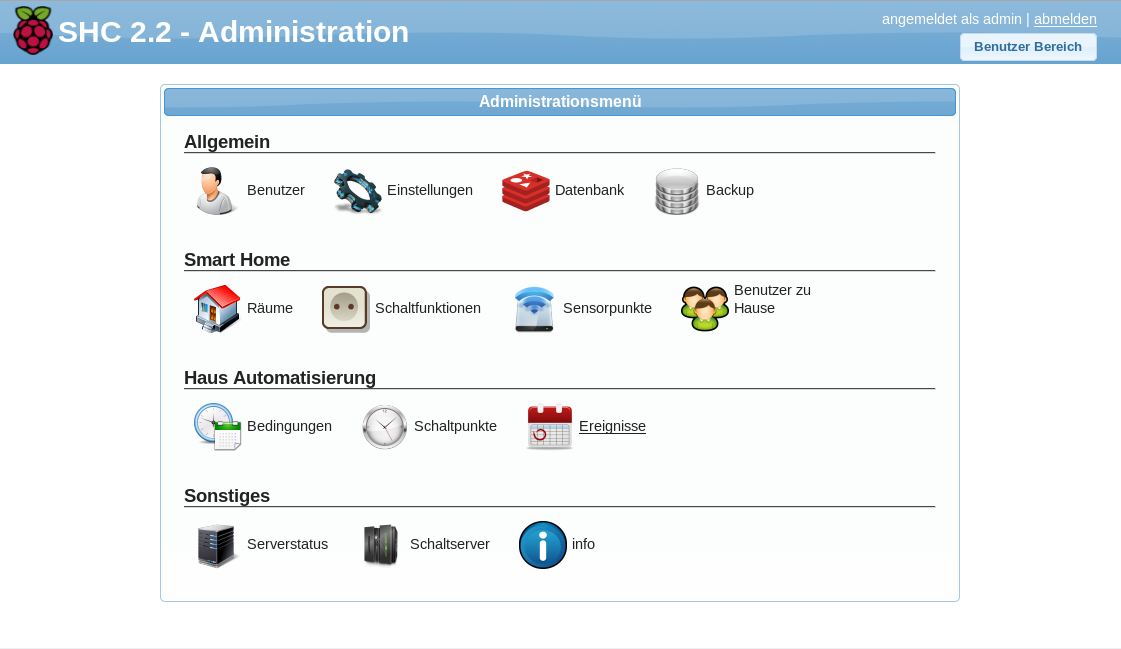 SHC 2.2 - Administration
angemeldet als admin | abmelden
Benutzer Bereich
Administrationsmenü
Allgemein
Benutzer
Einstellungen
Datenbank
Backup
Smart Home
Räume
Schaltfunktionen
Sensorpunkte
Benutzer zu
Hause
Haus Automatisierung
Bedingungen
Schaltpunkte
Ereignisse
Sonstiges
Serverstatus
Schaltserver
info